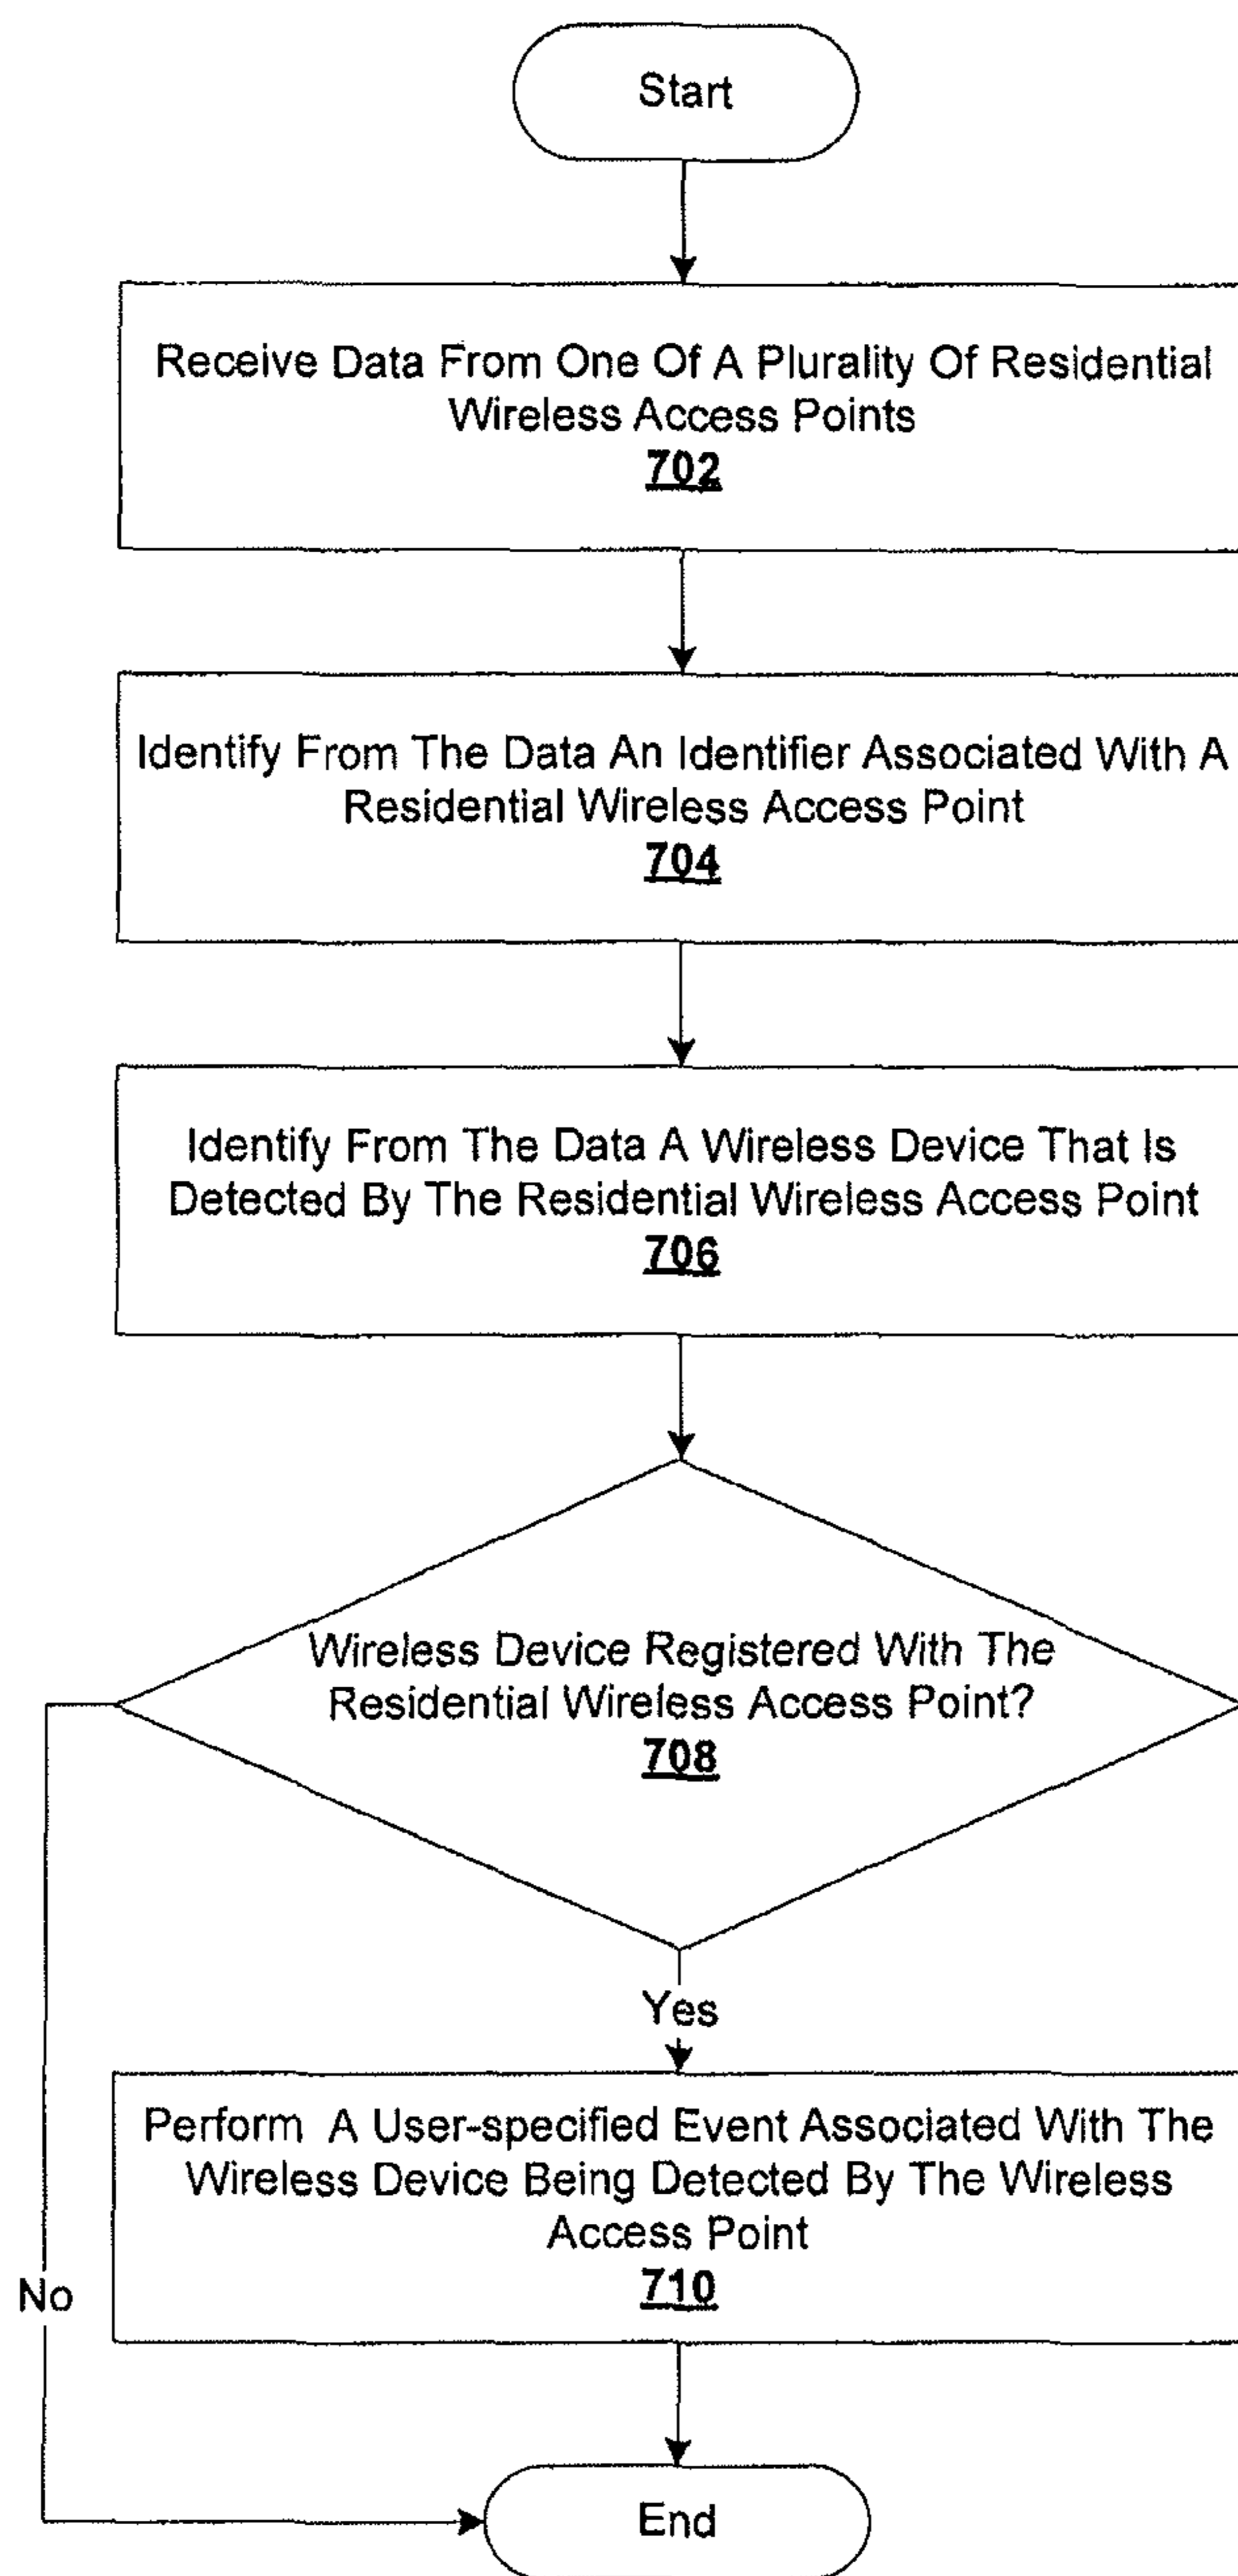 Start
Receive Data From One Of A Plurality Of Residential
Wireless Access Points
702
Identify From The Data An Identifier Associated With A
Residential Wireless Access Point
704
Identify From The Data A Wireless Device That Is
Detected By The Residential Wireless Access Point
706
Wireless Device Registered With The
Residential Wireless Access Point?
708
Yes
Perform A User-specified Event Associated With The
Wireless Device Being Detected By The Wireless
Access Point
710
No
End